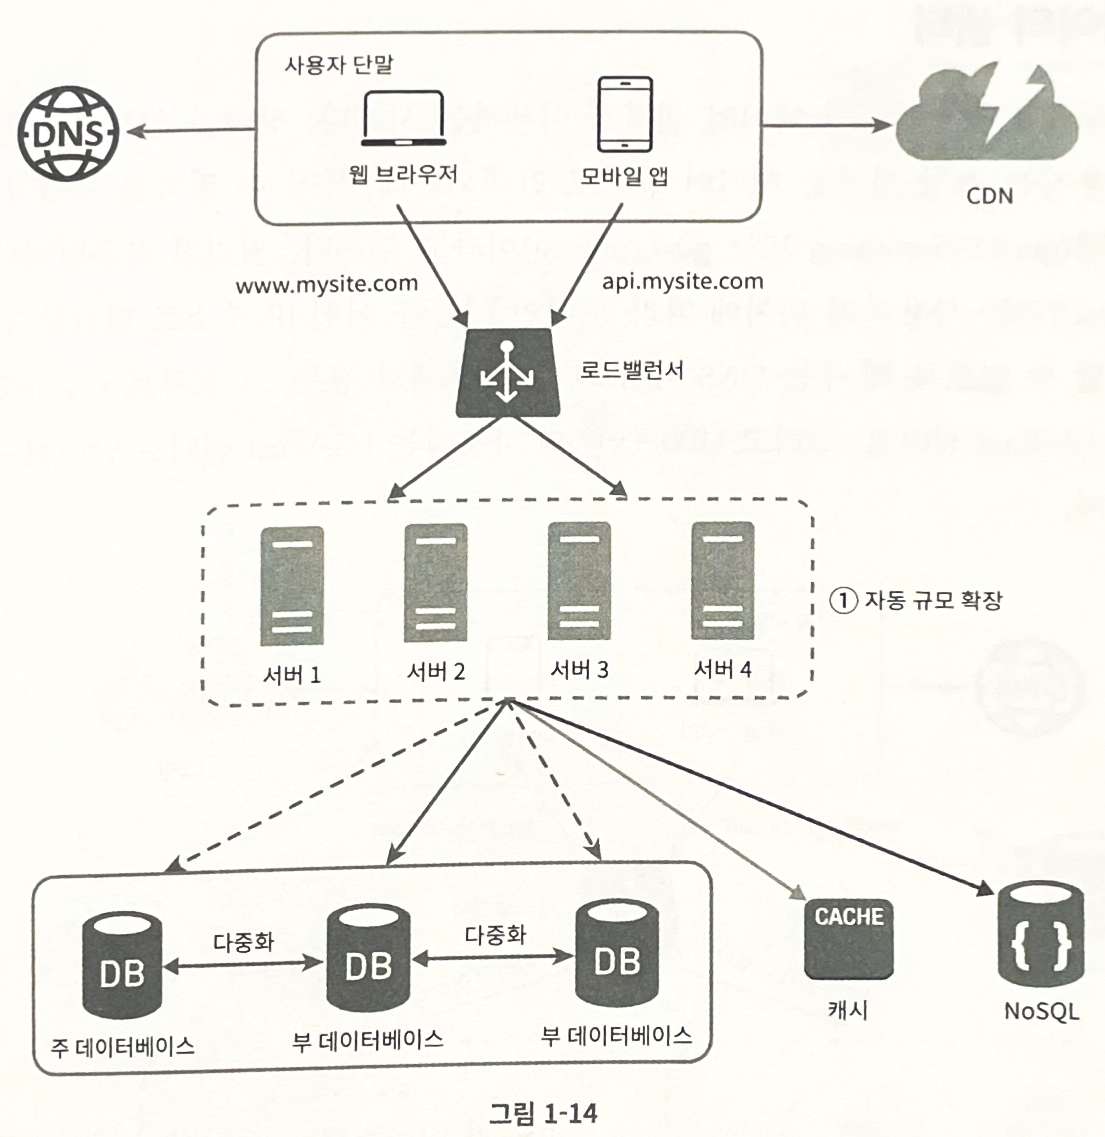 사용자 단말
DNS
웹 브라우저
모바일 앱
CDN
www.mysite.com
api.mysite.com
로드밸런서
서버 1
서버 2
서버 3
서버 4
① 자동 규모 확장
CACHE
다중화
다중화
DB
DB
DB
{ }
주 데이터베이스
부 데이터베이스
부 데이터베이스
캐시
NoSQL
그림 1-14